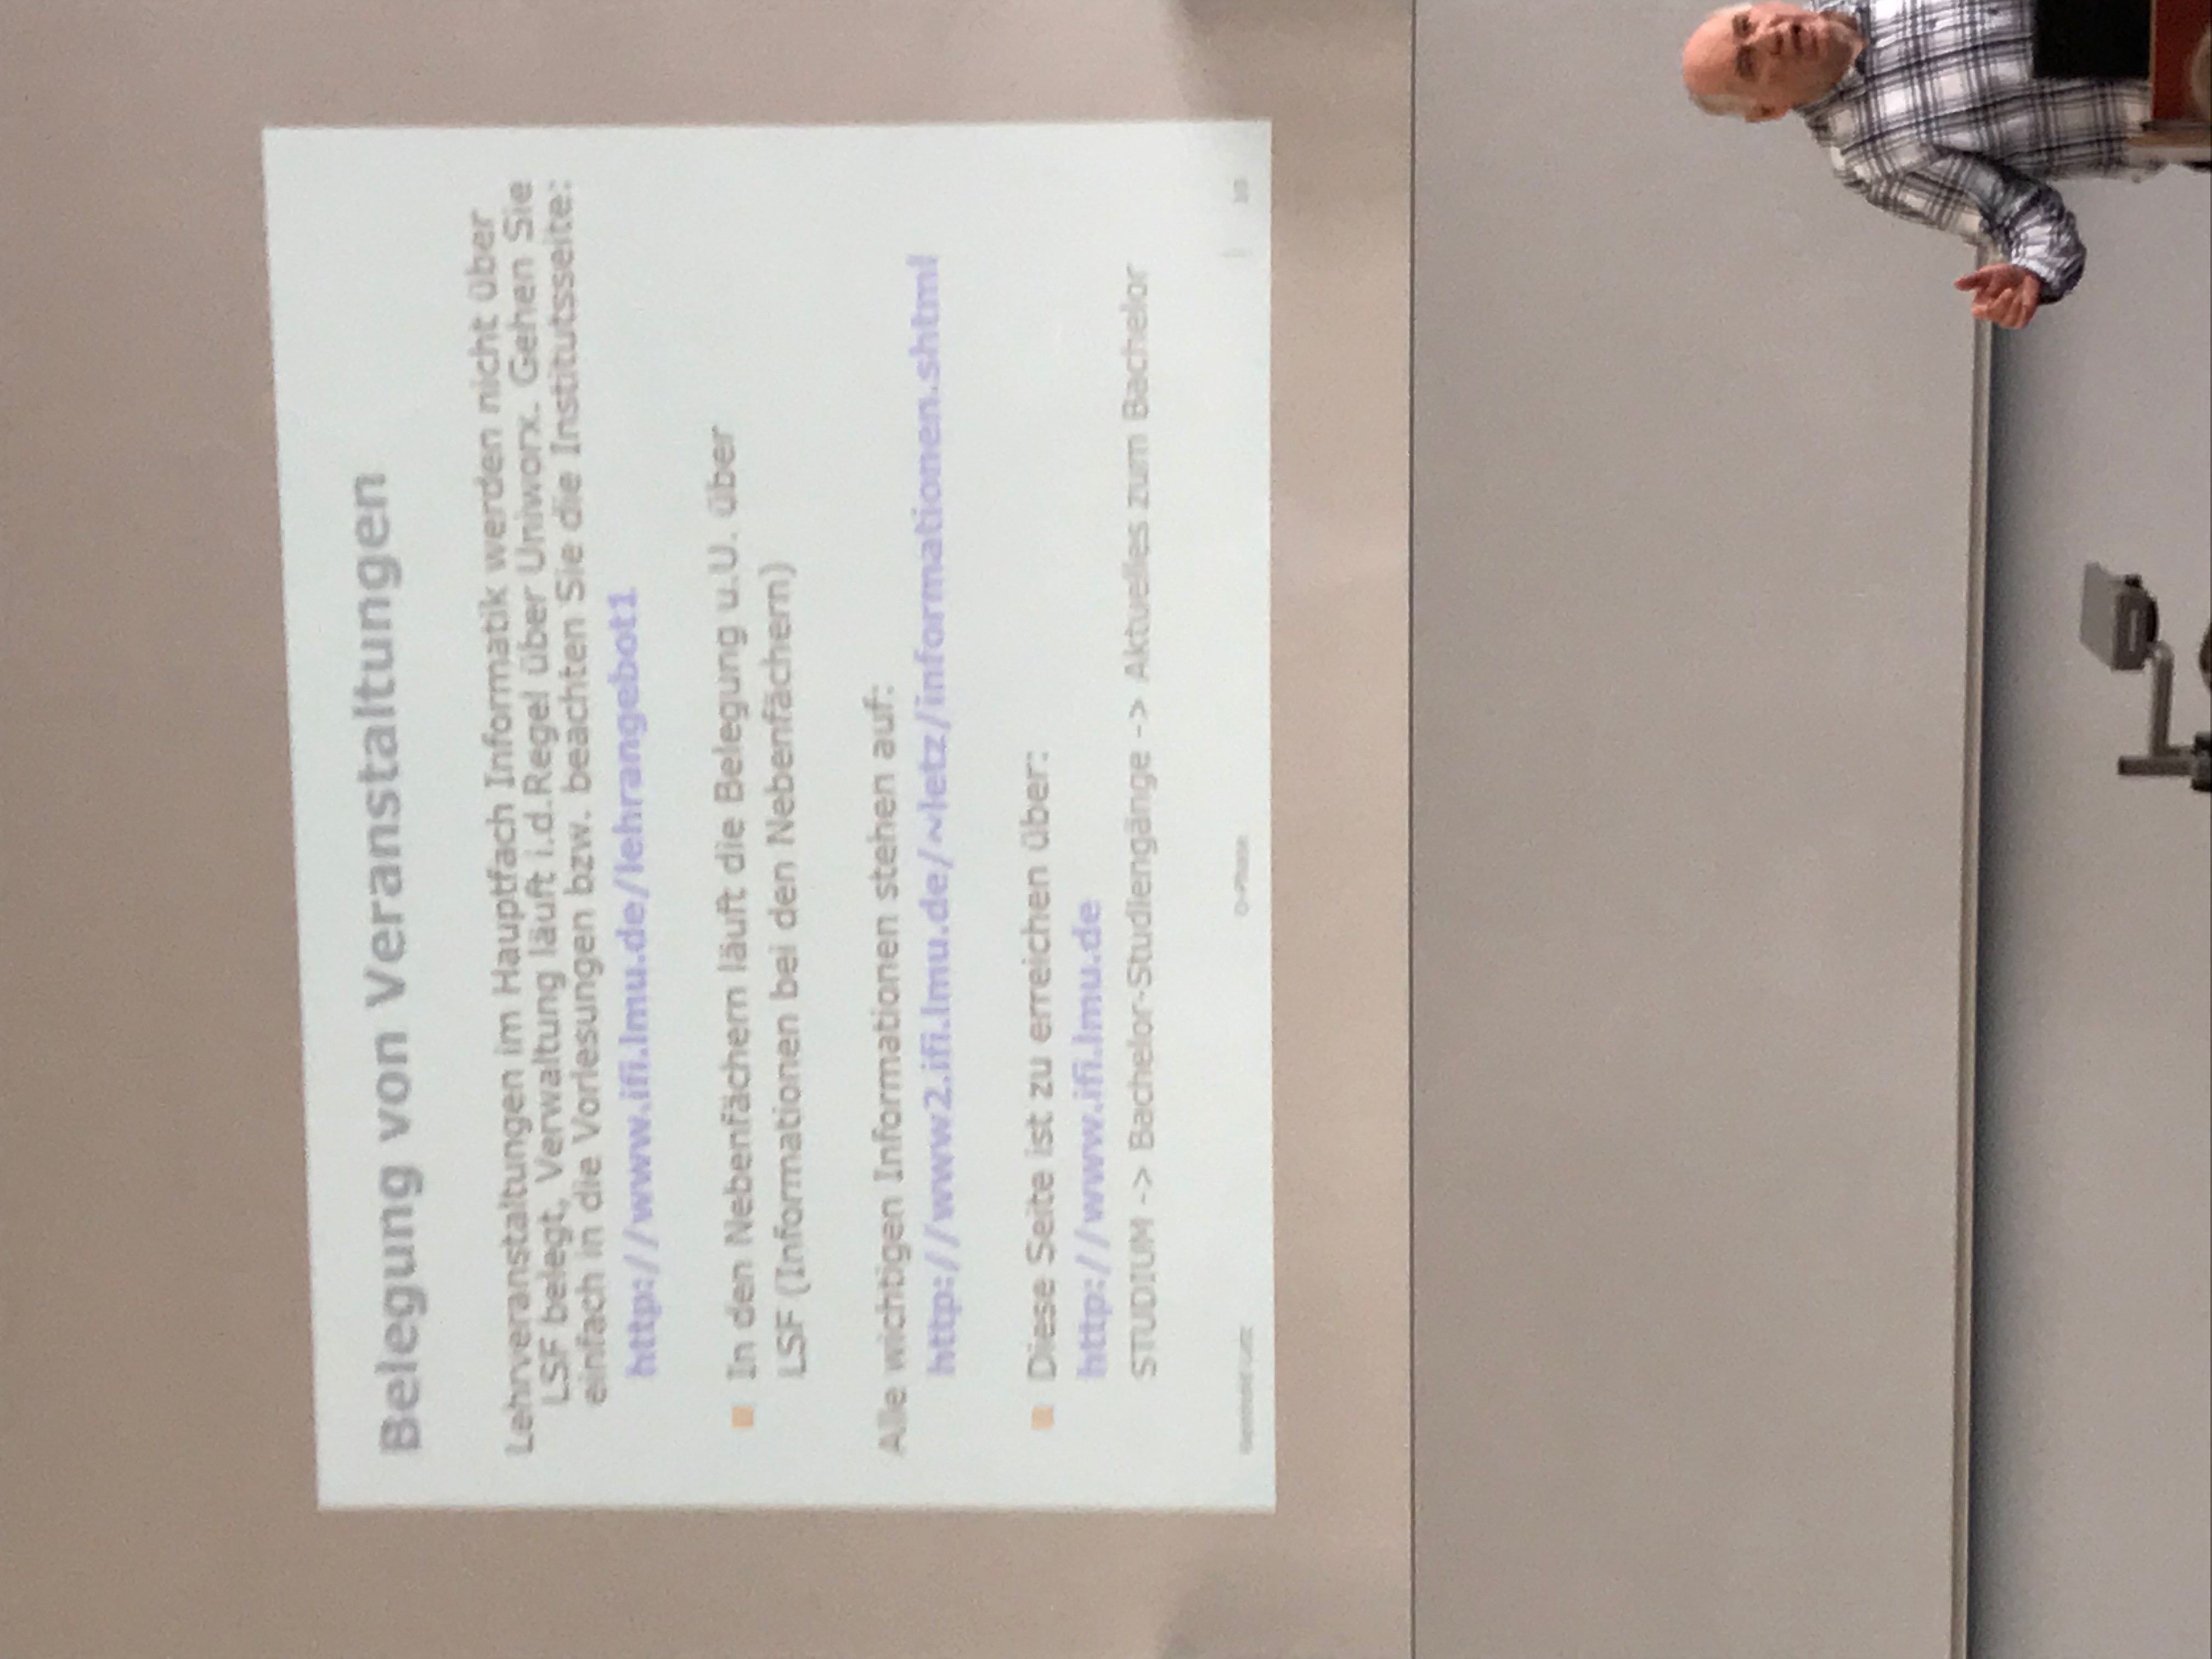 Belegung von Veranstaltungen
Lehrveranstaltungen im Hauptfach Informatik werden nicht über
LSF belegt, Verwaltung läuft i.d.Regel über Uniworx. Gehen Sie
einfach in die Vorlesungen bzw. beachten Sie die Institutsseite:
http://www.ifi.lmu.de/lehrangebot1
In den Nebenfächern läuft die Belegung u.U. über
LSF (Informationen bei den Nebenfächern)
Alle wichtigen Informationen stehen auf:
http://www2.ifi.lmu.de/~letz/informationen.shtml
Diese Seite ist zu erreichen über:
http://www.ifi.lmu.de
STUDIUM -> Bachelor-Studiengänge -> Aktuelles zum Bachelor
O-Phase